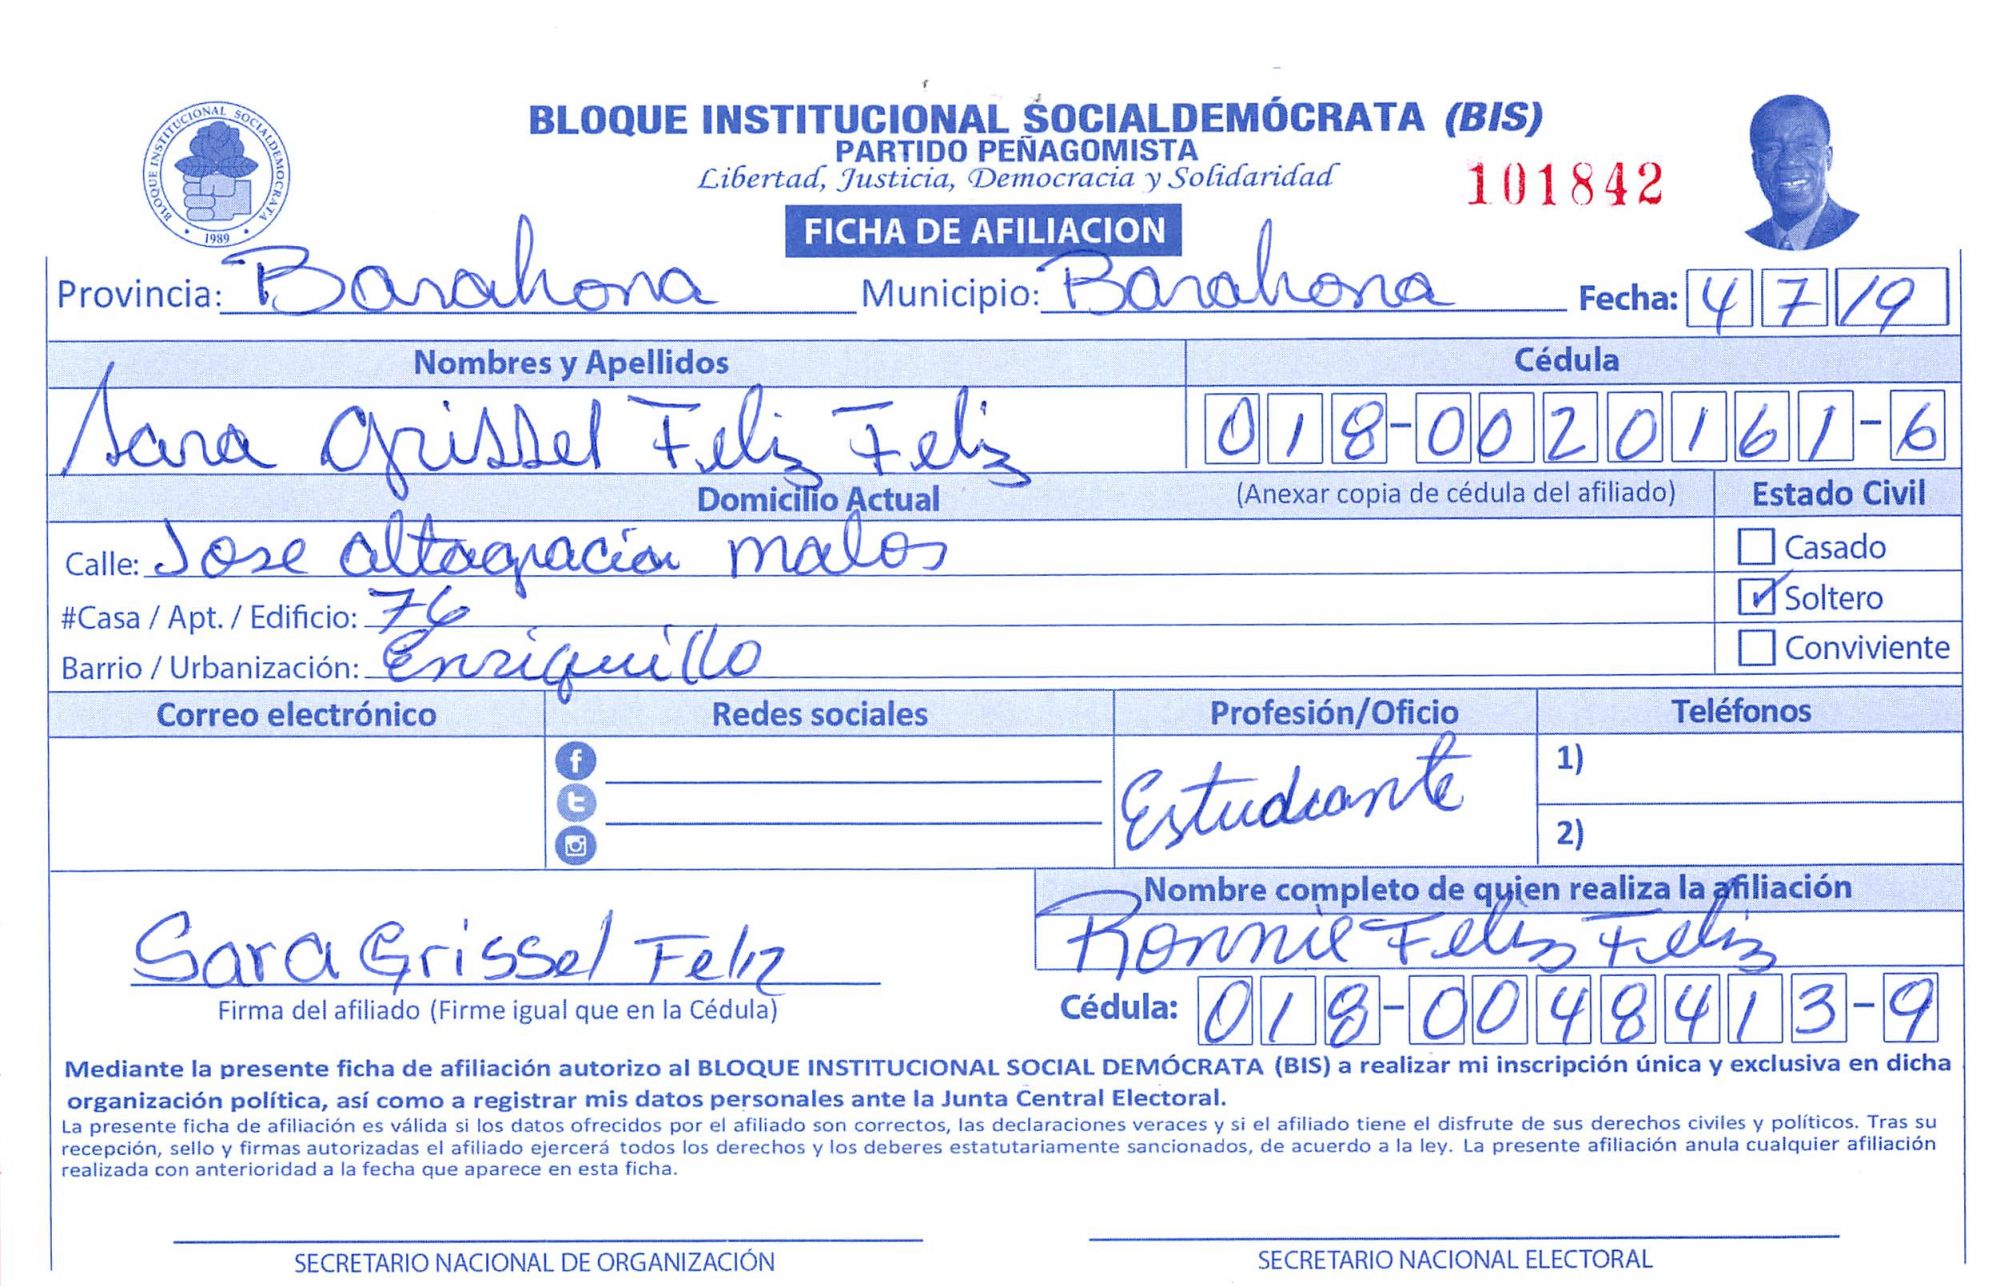 BLOQUE INSTITUCIONAL SOCIALDEMÓCRATA (BIS)
PARTIDO PEÑAGOMISTA
Libertad, Justicia, Democracia y Solidaridad
101842
BLOQUE INSTITUCIONAL SOCIALDEMOCRATA
1989
FICHA DE AFILIACION
Provincia: Barahona Municipio: Barahona Fecha: 4 7 19
Nombres y Apellidos Cédula
Sara Grissel Feliz Feliz 018-0020161-6
Domicilio Actual (Anexar copia de cédula del afiliado) Estado Civil
Calle: Jose altagracia matos Casado
#Casa / Apt. / Edificio: 76 Soltero
Barrio / Urbanización: Enriquillo Conviviente
Correo electrónico Redes sociales Profesión/Oficio Teléfonos
Estudiante 1)
2)
Nombre completo de quien realiza la afiliación
Sara Grissel Feliz Ronnie Feliz Feliz
Firma del afiliado (Firme igual que en la Cédula) Cédula: 018-0048413-9
Mediante la presente ficha de afiliación autorizo al BLOQUE INSTITUCIONAL SOCIAL DEMÓCRATA (BIS) a realizar mi inscripción única y exclusiva en dicha
organización política, así como a registrar mis datos personales ante la Junta Central Electoral.
La presente ficha de afiliación es válida si los datos ofrecidos por el afiliado son correctos, las declaraciones veraces y si el afiliado tiene el disfrute de sus derechos civiles y políticos. Tras su
recepción, sello y firmas autorizadas el afiliado ejercerá todos los derechos y los deberes estatutariamente sancionados, de acuerdo a la ley. La presente afiliación anula cualquier afiliación
realizada con anterioridad a la fecha que aparece en esta ficha.
SECRETARIO NACIONAL DE ORGANIZACIÓN SECRETARIO NACIONAL ELECTORAL